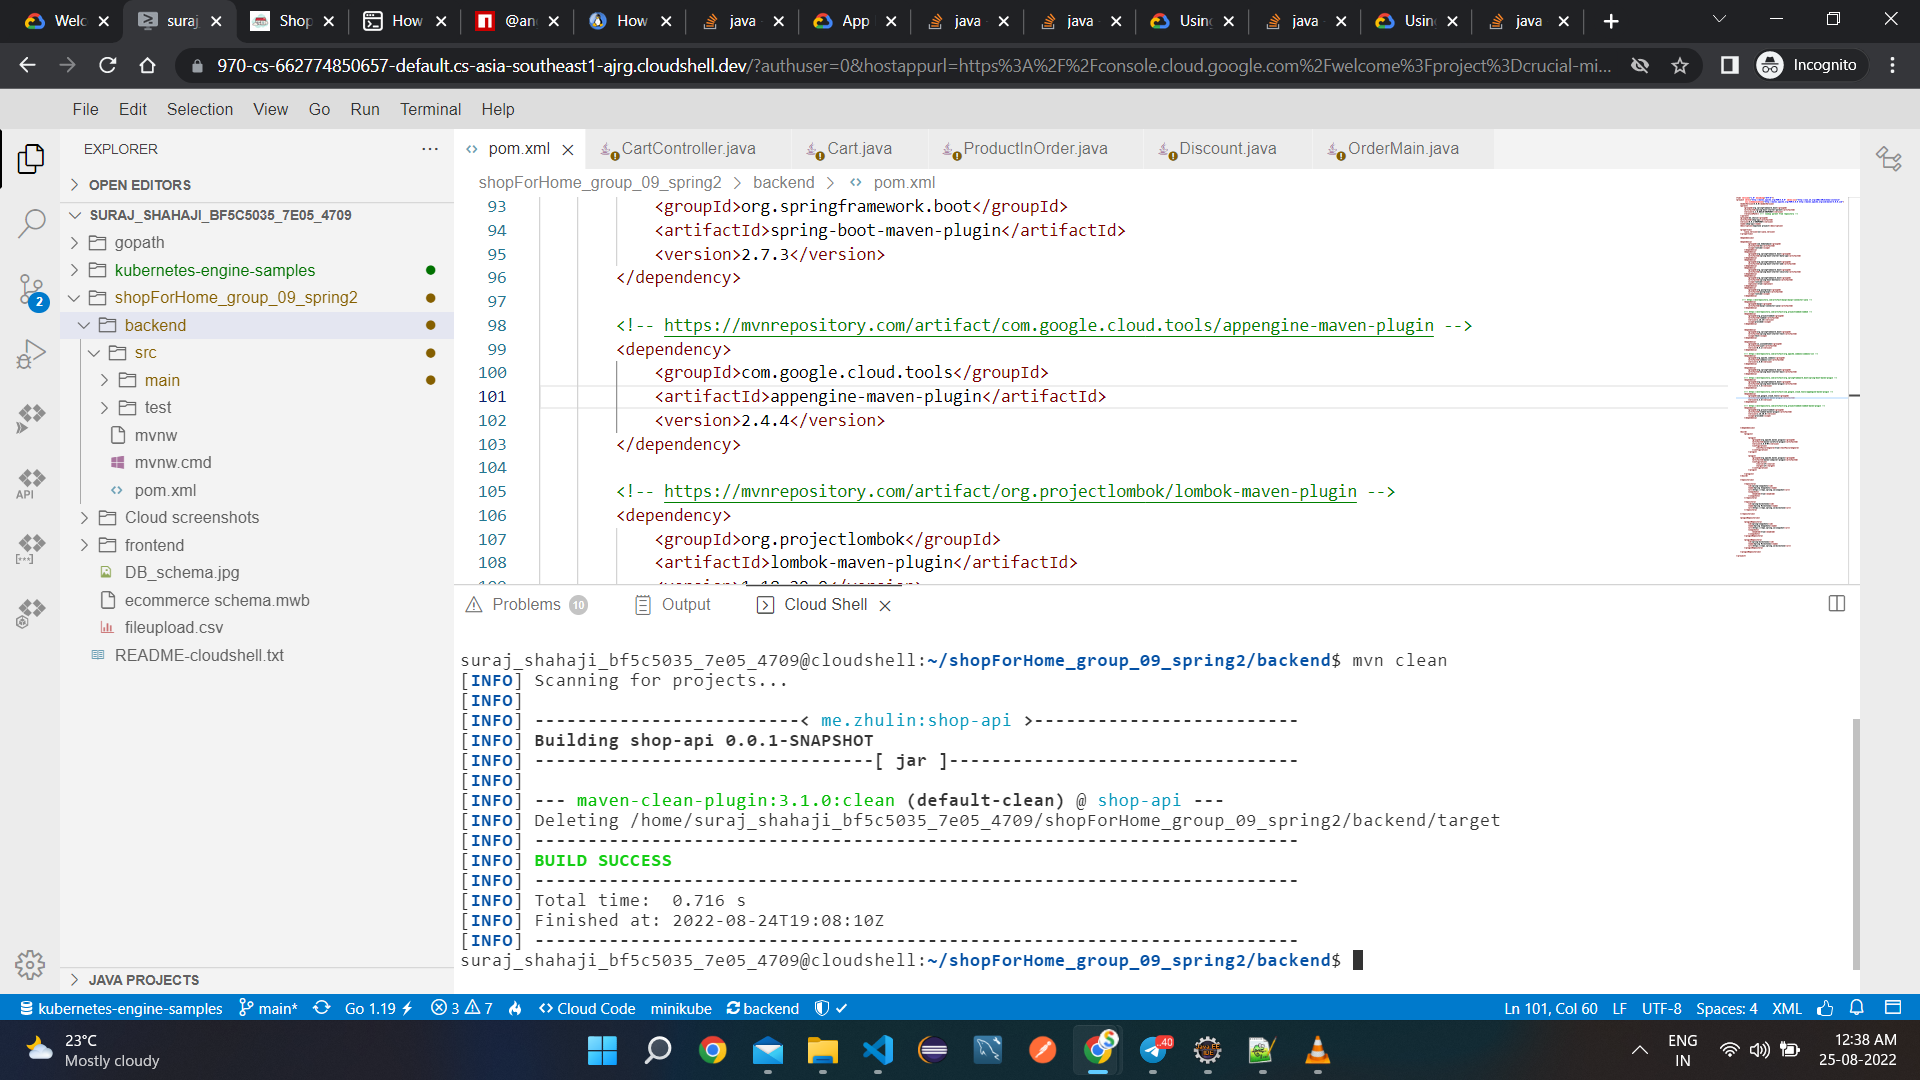 Welc
suraj
Shop
How
@an
How
java
App
java
java
Using
java
Using
java
970-cs-662774850657-default.cs-asia-southeast1-ajrg.cloudshell.dev/?authuser=0&hostappurl=https%3A%2F%2Fconsole.cloud.google.com%2Fwelcome%3Fproject%3Dcrucial-mi...
Incognito
File Edit Selection View Go Run Terminal Help
EXPLORER
OPEN EDITORS
SURAJ_SHAHAJI_BF5C5035_7E05_4709
gopath
kubernetes-engine-samples
shopForHome_group_09_spring2
backend
src
main
test
mvnw
mvnw.cmd
pom.xml
Cloud screenshots
frontend
DB_schema.jpg
ecommerce schema.mwb
fileupload.csv
README-cloudshell.txt
JAVA PROJECTS
2
API
pom.xml
CartController.java
Cart.java
ProductInOrder.java
Discount.java
OrderMain.java
shopForHome_group_09_spring2 > backend > pom.xml
93 <groupId>org.springframework.boot</groupId>
94 <artifactId>spring-boot-maven-plugin</artifactId>
95 <version>2.7.3</version>
96 </dependency>
97
98 <!-- https://mvnrepository.com/artifact/com.google.cloud.tools/appengine-maven-plugin -->
99 <dependency>
100 <groupId>com.google.cloud.tools</groupId>
101 <artifactId>appengine-maven-plugin</artifactId>
102 <version>2.4.4</version>
103 </dependency>
104
105 <!-- https://mvnrepository.com/artifact/org.projectlombok/lombok-maven-plugin -->
106 <dependency>
107 <groupId>org.projectlombok</groupId>
108 <artifactId>lombok-maven-plugin</artifactId>
Problems 10
Output
Cloud Shell
suraj_shahaji_bf5c5035_7e05_4709@cloudshell:~/shopForHome_group_09_spring2/backend$ mvn clean
[INFO] Scanning for projects...
[INFO]
[INFO] -------------------------< me.zhulin:shop-api >-------------------------
[INFO] Building shop-api 0.0.1-SNAPSHOT
[INFO] --------------------------------[ jar ]---------------------------------
[INFO]
[INFO] --- maven-clean-plugin:3.1.0:clean (default-clean) @ shop-api ---
[INFO] Deleting /home/suraj_shahaji_bf5c5035_7e05_4709/shopForHome_group_09_spring2/backend/target
[INFO] ------------------------------------------------------------------------
[INFO] BUILD SUCCESS
[INFO] ------------------------------------------------------------------------
[INFO] Total time:  0.716 s
[INFO] Finished at: 2022-08-24T19:08:10Z
[INFO] ------------------------------------------------------------------------
suraj_shahaji_bf5c5035_7e05_4709@cloudshell:~/shopForHome_group_09_spring2/backend$
kubernetes-engine-samples
main*
Go 1.19
3
7
Cloud Code
minikube
backend
Ln 101, Col 60
LF
UTF-8
Spaces: 4
XML
23°C
Mostly cloudy
40
ENG
IN
12:38 AM
25-08-2022